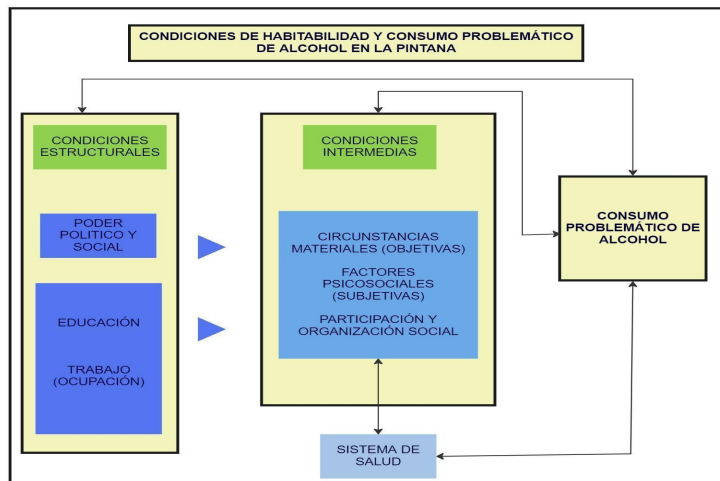 CONDICIONES DE HABITABILIDAD Y CONSUMO PROBLEMÁTICO
DE ALCOHOL EN LA PINTANA
CONDICIONES
ESTRUCTURALES
PODER
POLITICO Y
SOCIAL
EDUCACIÓN
TRABAJO
(OCUPACIÓN)
CONDICIONES
INTERMEDIAS
CIRCUNSTANCIAS
MATERIALES (OBJETIVAS)
FACTORES
PSICOSOCIALES
(SUBJETIVAS)
PARTICIPACIÓN Y
ORGANIZACIÓN SOCIAL
SISTEMA DE
SALUD
CONSUMO
PROBLEMÁTICO DE
ALCOHOL